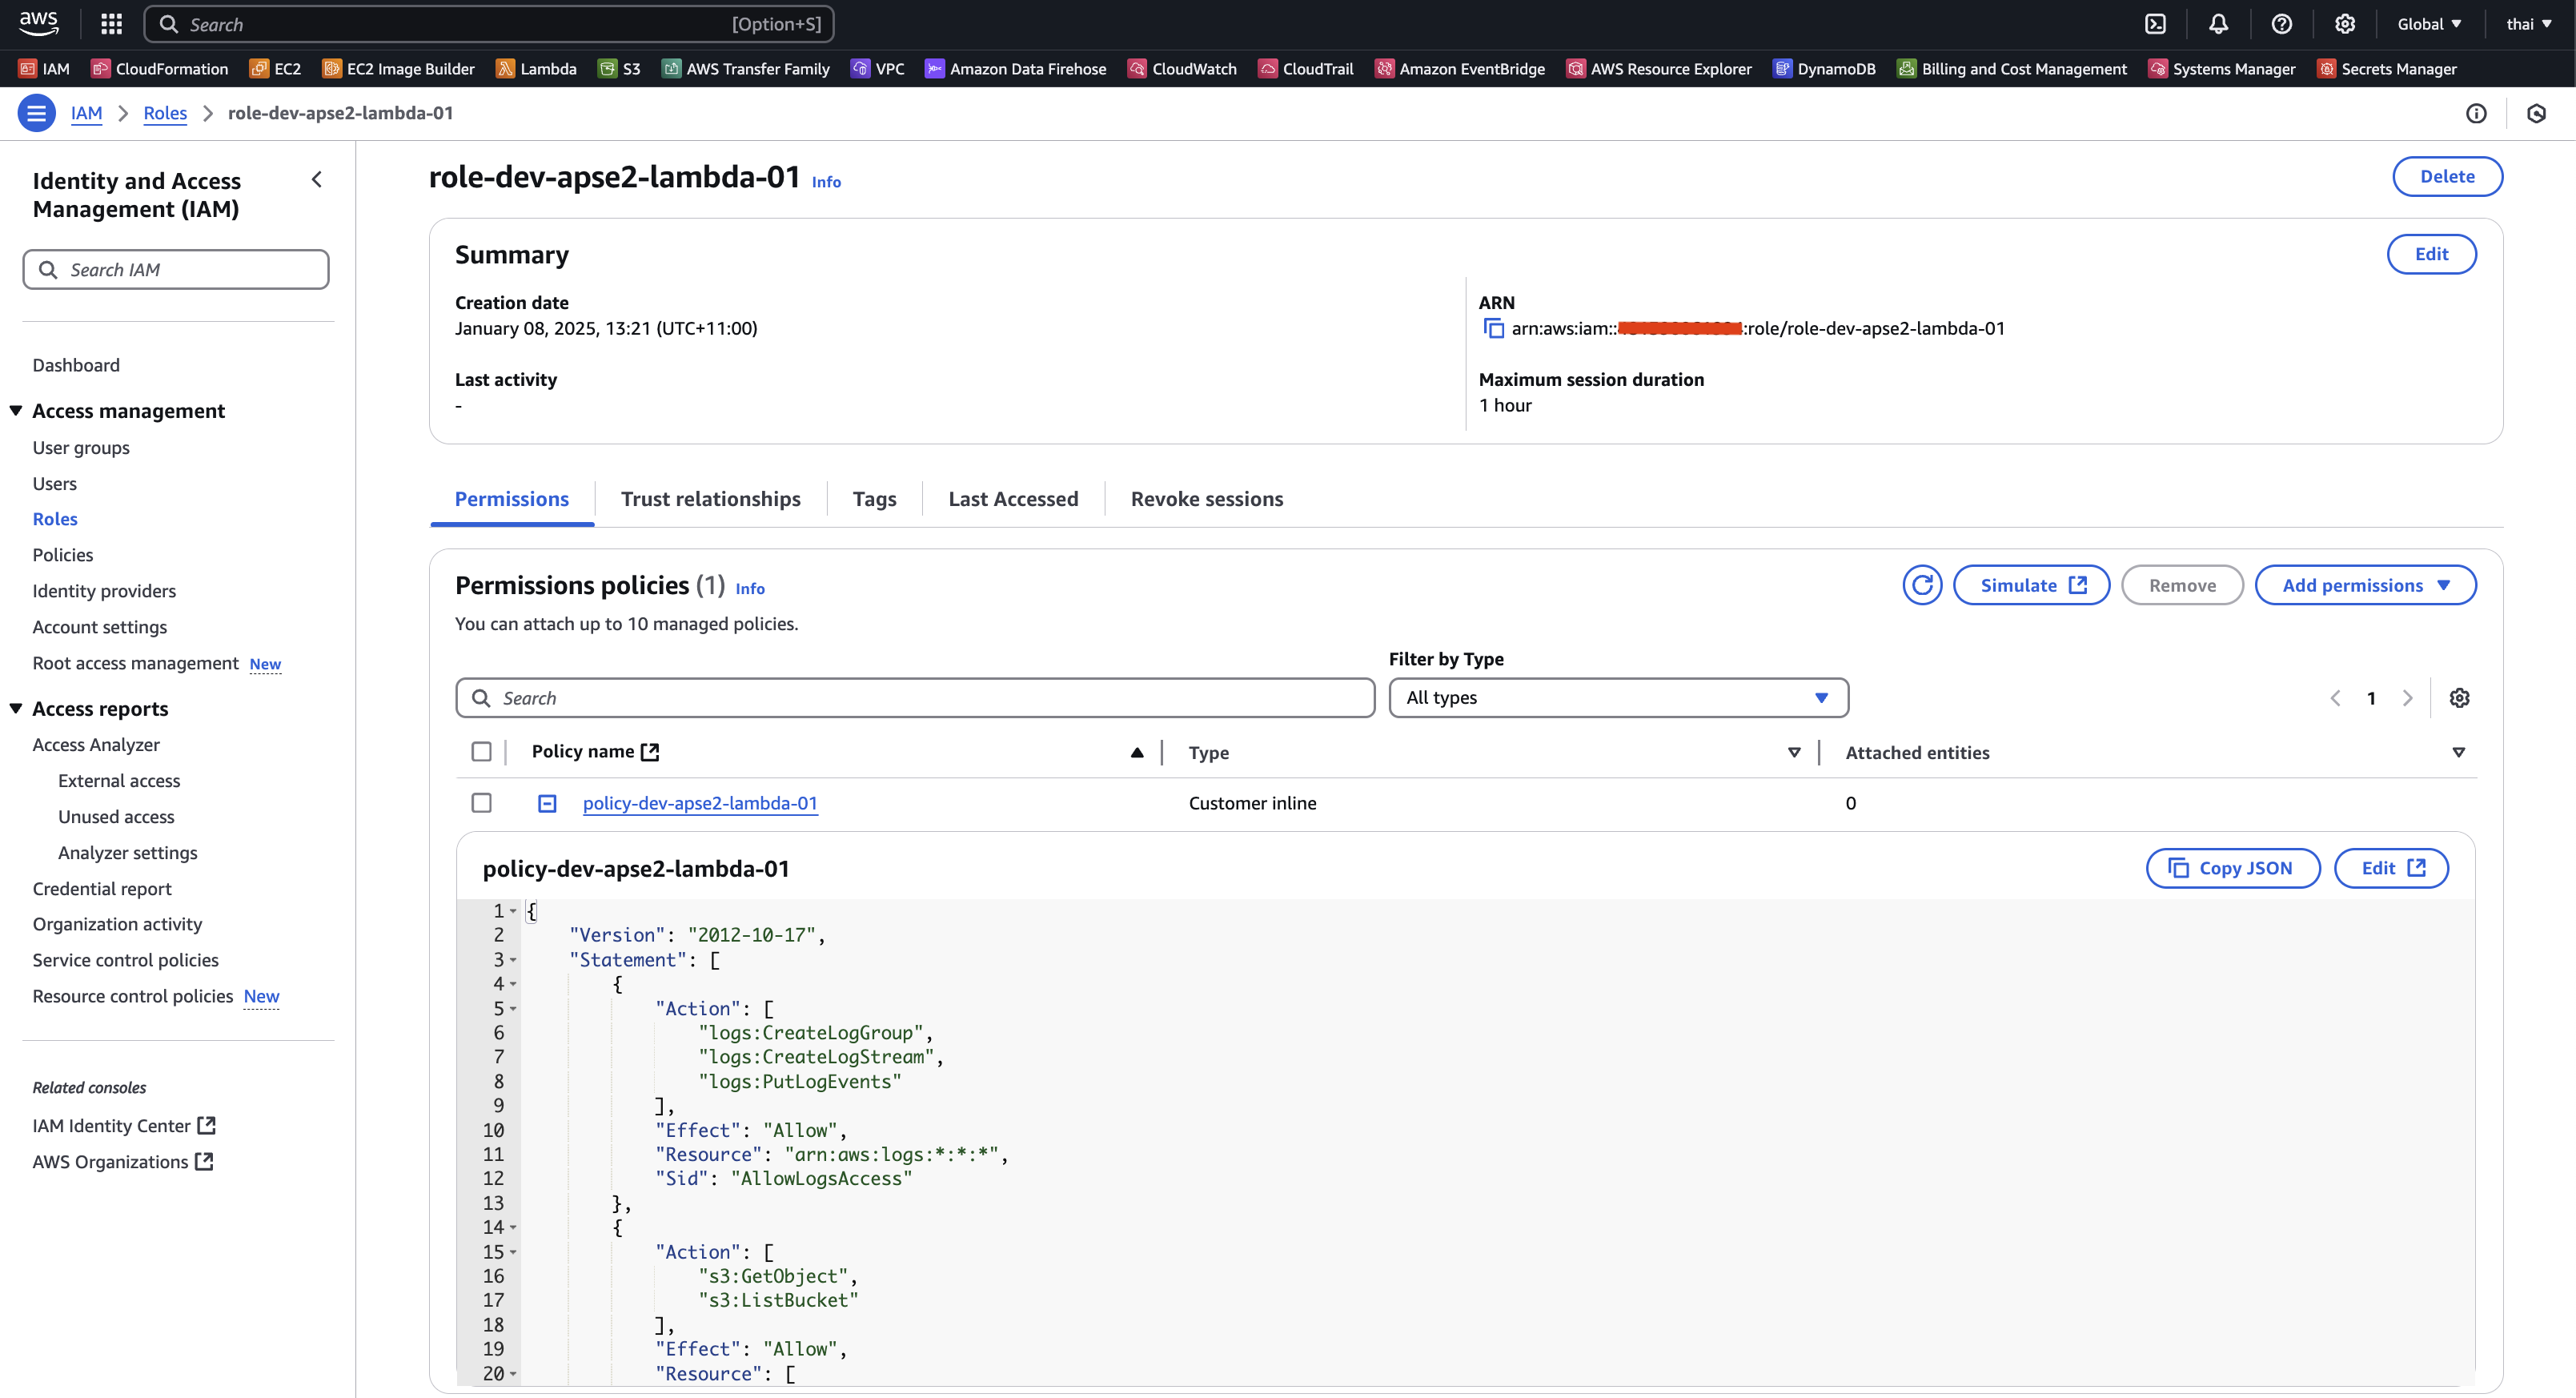 aws
Search [Option+S]
Global
thai
IAM
CloudFormation
EC2
EC2 Image Builder
Lambda
S3
AWS Transfer Family
VPC
Amazon Data Firehose
CloudWatch
CloudTrail
Amazon EventBridge
AWS Resource Explorer
DynamoDB
Billing and Cost Management
Systems Manager
Secrets Manager
IAM > Roles > role-dev-apse2-lambda-01
Identity and Access
Management (IAM)
Search IAM
Dashboard
Access management
User groups
Users
Roles
Policies
Identity providers
Account settings
Root access management New
Access reports
Access Analyzer
External access
Unused access
Analyzer settings
Credential report
Organization activity
Service control policies
Resource control policies New
Related consoles
IAM Identity Center
AWS Organizations
role-dev-apse2-lambda-01 Info
Delete
Summary
Edit
Creation date
January 08, 2025, 13:21 (UTC+11:00)
ARN
arn:aws:iam:: :role/role-dev-apse2-lambda-01
Last activity
-
Maximum session duration
1 hour
Permissions
Trust relationships
Tags
Last Accessed
Revoke sessions
Permissions policies (1) Info
You can attach up to 10 managed policies.
Simulate
Remove
Add permissions
Filter by Type
Search
All types
1
Policy name
Type
Attached entities
policy-dev-apse2-lambda-01
Customer inline
0
policy-dev-apse2-lambda-01
Copy JSON
Edit
1 {
2 "Version": "2012-10-17",
3 "Statement": [
4 {
5 "Action": [
6 "logs:CreateLogGroup",
7 "logs:CreateLogStream",
8 "logs:PutLogEvents"
9 ],
10 "Effect": "Allow",
11 "Resource": "arn:aws:logs:*:*:*",
12 "Sid": "AllowLogsAccess"
13 },
14 {
15 "Action": [
16 "s3:GetObject",
17 "s3:ListBucket"
18 ],
19 "Effect": "Allow",
20 "Resource": [